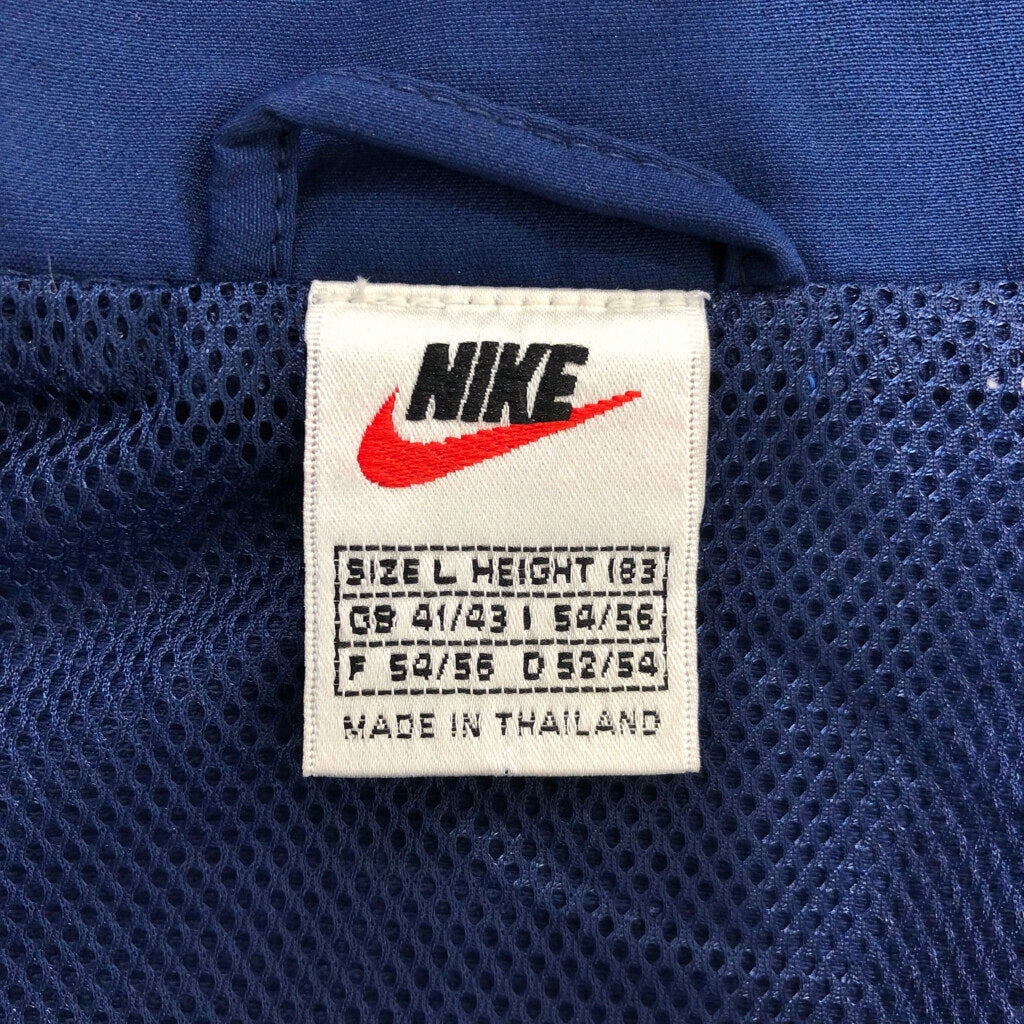 NIKE
SIZE L HEIGHT 183
GB 41/43 I 54/56
F 54/56 D 52/54
MADE IN THAILAND